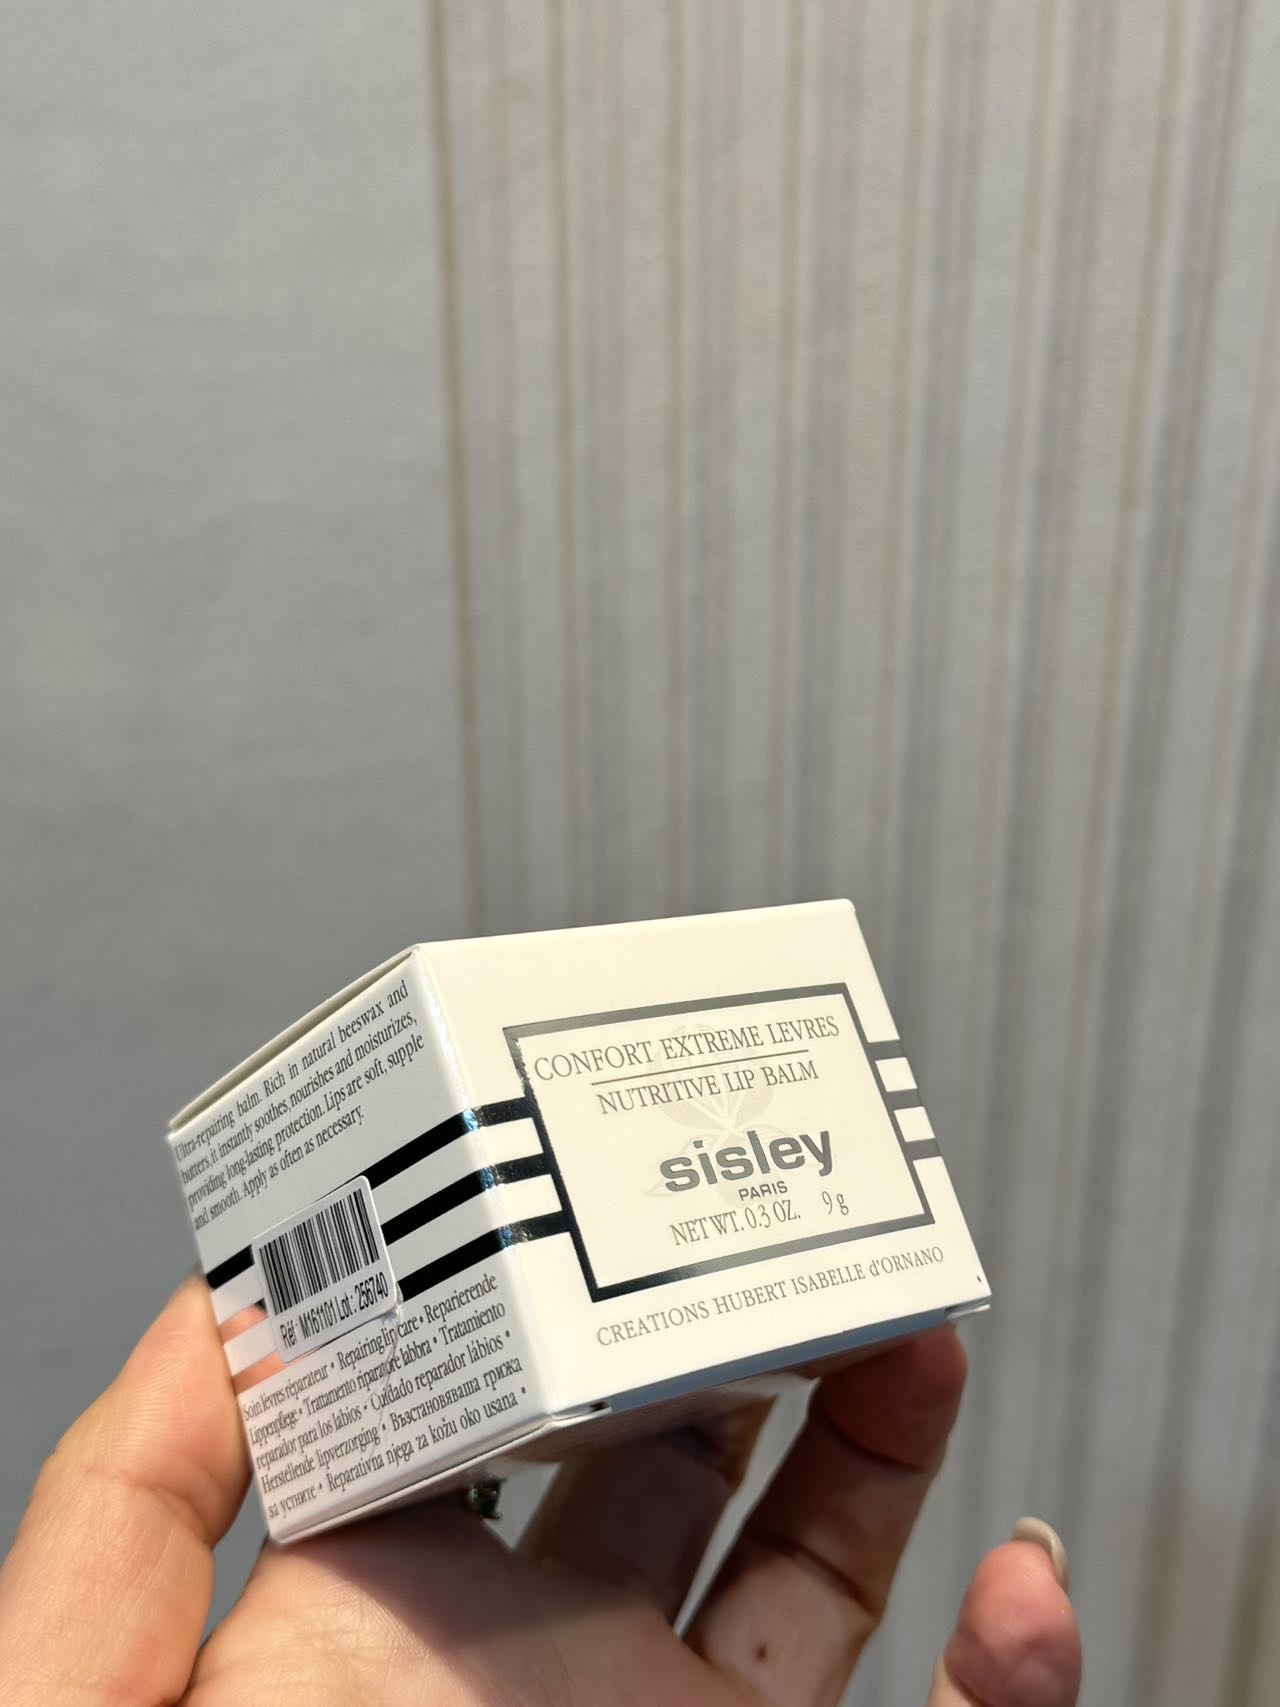 Ultra-repairing balm. Rich in natural beeswax and
butters, it instantly soothes, nourishes and moisturizes,
providing long-lasting protection. Lips are soft, supple
and smooth. Apply as often as necessary.
Réf : M161101 Lot : 256740
Soin lèvres réparateur • Repairing lip care • Reparierende
Lippenpflege • Trattamento riparatore labbra • Tratamiento
reparador para los labios • Cuidado reparador lábios •
Herstellende lipverzorging • Възстановяваща грижа
за устните • Reparativna njega za kožu oko usana •
CONFORT EXTREME LEVRES
NUTRITIVE LIP BALM
sisley
PARIS
NET WT. 0.3 OZ. 9 g
CREATIONS HUBERT ISABELLE d'ORNANO